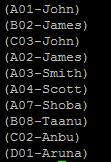 (A01-John)
(B02-James)
(C03-John)
(A02-James)
(A03-Smith)
(A04-Scott)
(A07-Shoba)
(B08-Taanu)
(C02-Anbu)
(D01-Aruna)